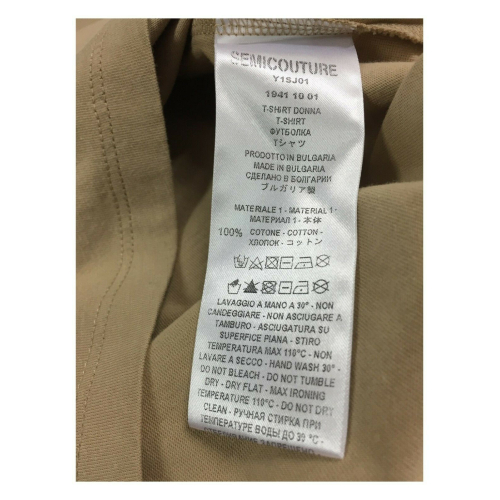 SEMICOUTURE
Y1SJ01
1941 10 01
T-SHIRT DONNA
T-SHIRT
ФУТБОЛКА
Tシャツ
PRODOTTO IN BULGARIA
MADE IN BULGARIA
СДЕЛАНО В БОЛГАРИИ
ブルガリア製
MATERIALE 1 - MATERIAL 1 -
МАТЕРИАЛ 1 - 本体
100% COTONE - COTTON -
ХЛОПОК - コットン
LAVAGGIO A MANO A 30° - NON
CANDEGGIARE - NON ASCIUGARE A
TAMBURO - ASCIUGATURA SU
SUPERFICIE PIANA - STIRO
TEMPERATURA MAX 110°C - NON
LAVARE A SECCO - HAND WASH 30° -
DO NOT BLEACH - DO NOT TUMBLE
DRY - DRY FLAT - MAX IRONING
TEMPERATURE 110°C - DO NOT DRY
CLEAN - РУЧНАЯ СТИРКА ПРИ
ТЕМПЕРАТУРЕ ВОДЫ ДО 30 °C -